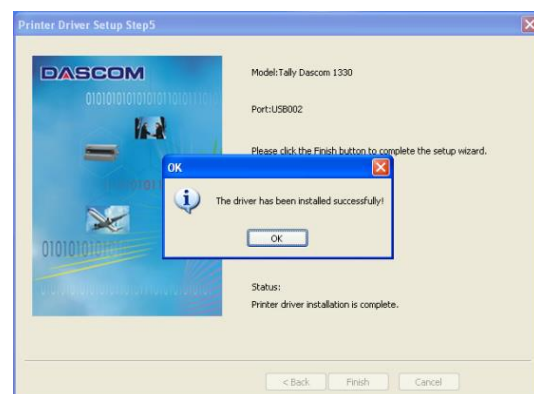 Printer Driver Setup Step5
DASCOM
Model:Tally Dascom 1330
Port:USB002
Please click the Finish button to complete the setup wizard.
OK
The driver has been installed successfully!
OK
Status:
Printer driver installation is complete.
< Back
Finish
Cancel